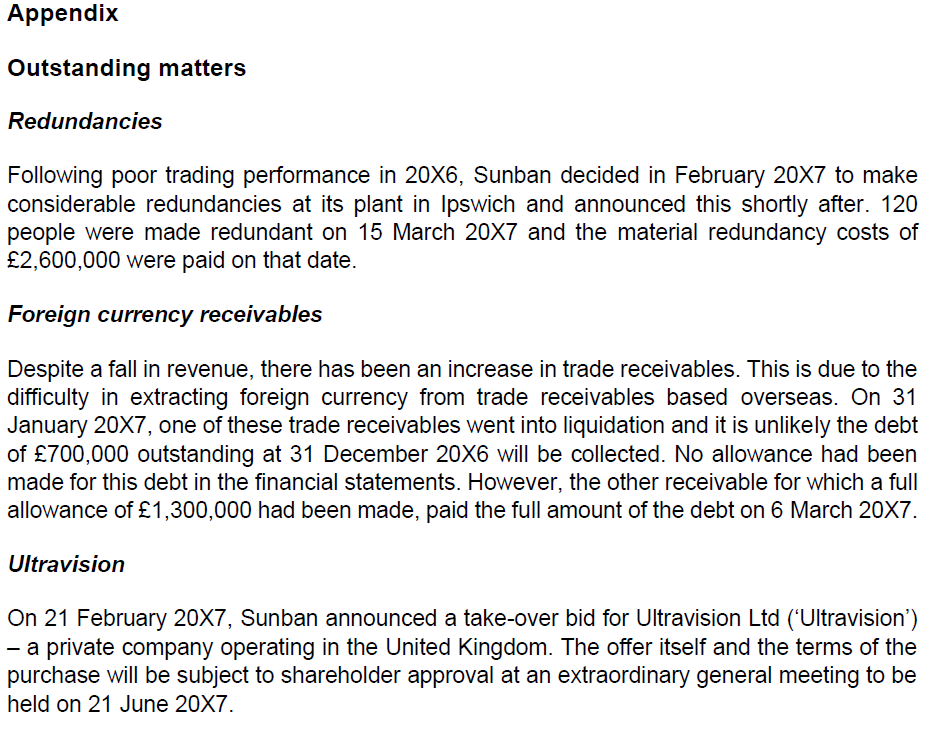 Appendix
Outstanding matters
Redundancies
Following poor trading performance in 20X6, Sunban decided in February 20X7 to make
considerable redundancies at its plant in Ipswich and announced this shortly after. 120
people were made redundant on 15 March 20X7 and the material redundancy costs of
£2,600,000 were paid on that date.
Foreign currency receivables
Despite a fall in revenue, there has been an increase in trade receivables. This is due to the
difficulty in extracting foreign currency from trade receivables based overseas. On 31
January 20X7, one of these trade receivables went into liquidation and it is unlikely the debt
of £700,000 outstanding at 31 December 20X6 will be collected. No allowance had been
made for this debt in the financial statements. However, the other receivable for which a full
allowance of £1,300,000 had been made, paid the full amount of the debt on 6 March 20X7.
Ultravision
On 21 February 20X7, Sunban announced a take-over bid for Ultravision Ltd (‘Ultravision’)
– a private company operating in the United Kingdom. The offer itself and the terms of the
purchase will be subject to shareholder approval at an extraordinary general meeting to be
held on 21 June 20X7.